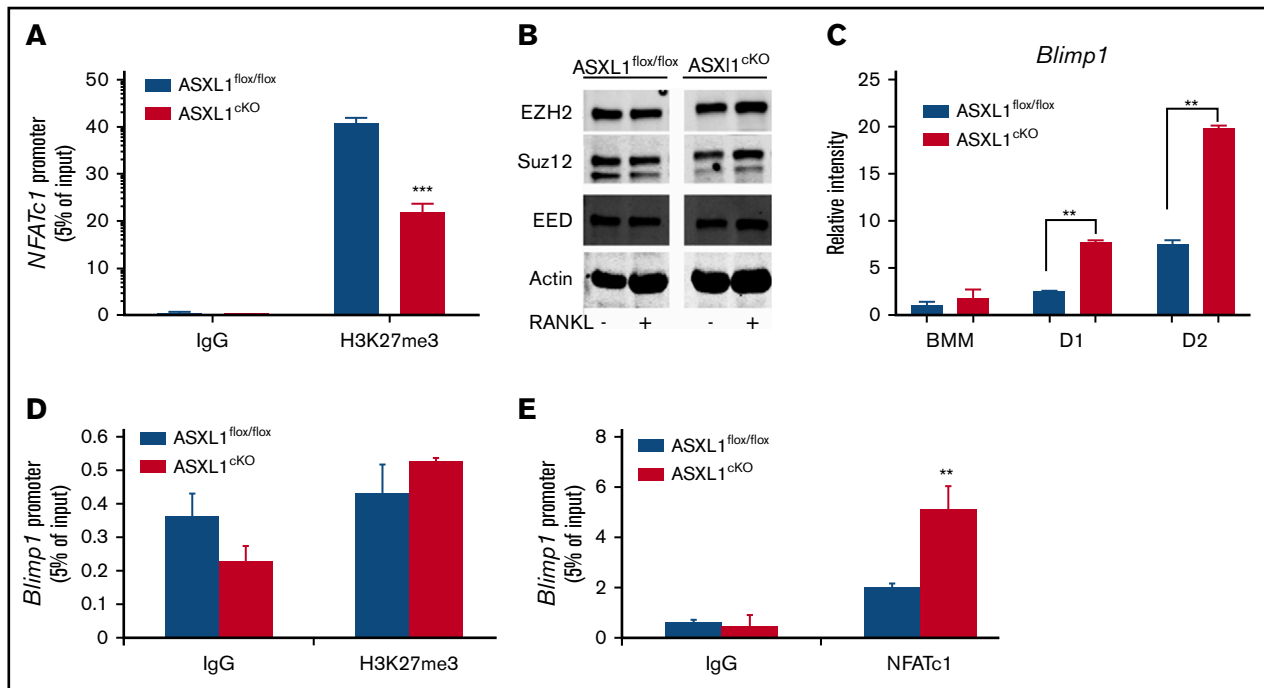 A
ASXL1flox/flox
ASXL1cKO
NFATc1 promoter
(5% of input)
50
40
30
20
10
0
***
IgG
H3K27me3
B
ASXL1flox/flox
ASXl1cKO
EZH2
Suz12
EED
Actin
RANKL - + - +
C
Blimp1
ASXL1flox/flox
ASXL1cKO
Relative intensity
25
20
15
10
5
0
**
**
BMM
D1
D2
D
ASXL1flox/flox
ASXL1cKO
Blimp1 promoter
(5% of input)
0.6
0.5
0.4
0.3
0.2
0.1
0
IgG
H3K27me3
E
ASXL1flox/flox
ASXL1cKO
Blimp1 promoter
(5% of input)
8
6
4
2
0
**
IgG
NFATc1